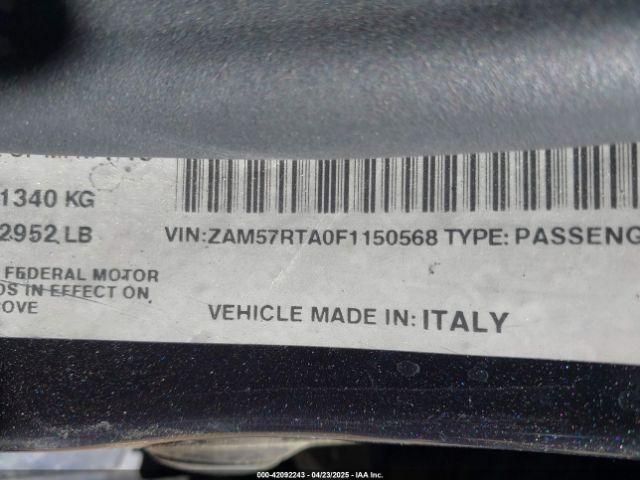 1340 KG
2952 LB
VIN:ZAM57RTA0F1150568 TYPE: PASSENG
FEDERAL MOTOR
DS IN EFFECT ON
OVE
VEHICLE MADE IN: ITALY
000-42092243 - 04/23/2025 - IAA Inc.